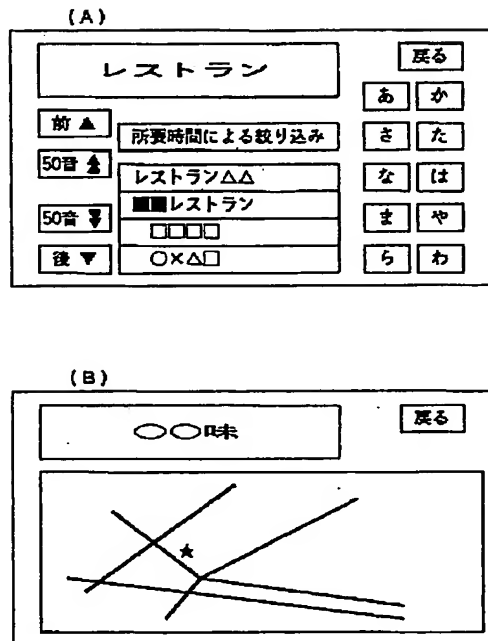 (A)
レストラン
戻る
あ か
前 ▲
所要時間による絞り込み
さ た
50音
レストラン△△
な は
■■レストラン
50音
□□□□
ま や
後 ▼
○×△□
ら わ
(B)
○○味
戻る
★